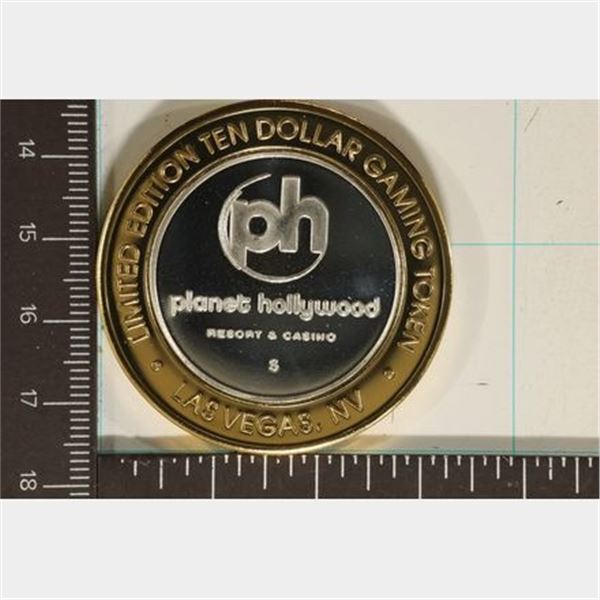 LIMITED EDITION TEN DOLLAR GAMING TOKEN
ph
planet hollywood
RESORT & CASINO
S
LAS VEGAS, NV
14
15
16
17
18